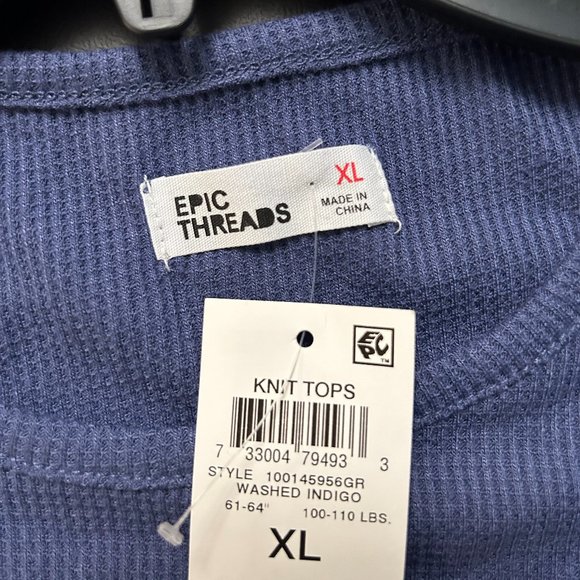 EPIC
THREADS
XL
MADE IN
CHINA
EPC™
KNIT TOPS
7 33004 79493 3
STYLE 100145956GR
WASHED INDIGO
61-64" 100-110 LBS.
XL